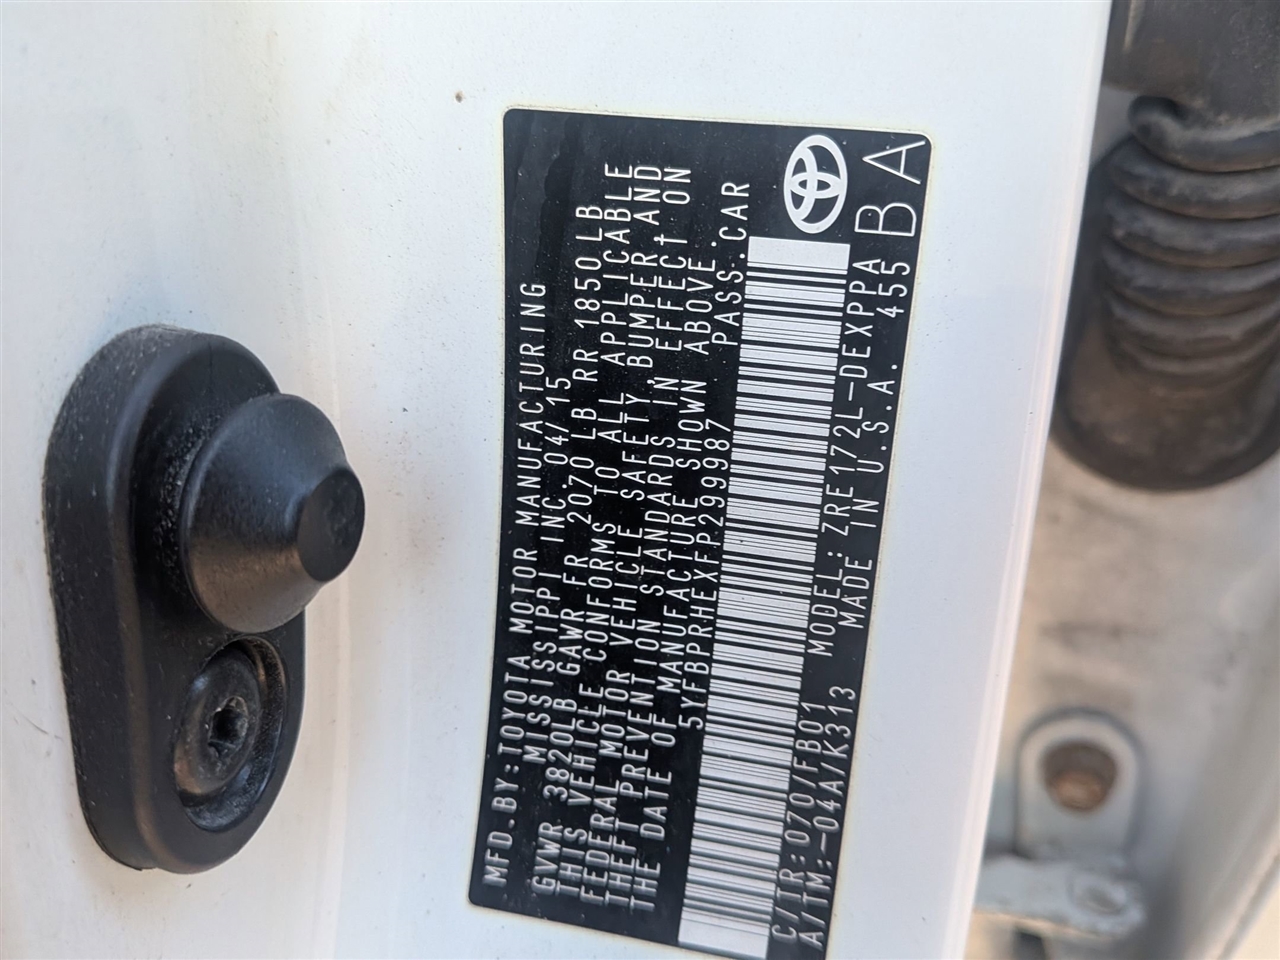 MFD.BY:TOYOTA MOTOR MANUFACTURING
MISSISSIPPI INC. 04/15
GVWR 3820LB GAWR FR 2070 LB RR 1850LB
THIS VEHICLE CONFORMS TO ALL APPLICABLE
FEDERAL MOTOR VEHICLE SAFETY, BUMPER, AND
THEFT PREVENTION STANDARDS IN EFFECT ON
THE DATE OF MANUFACTURE SHOWN ABOVE.
5YFBPRHEXFP299987 PASS.CAR
C/TR:070/FB01 MODEL:ZRE172L-DEXPPA
A/TM:-04A/K313 MADE IN U.S.A. 455 BA